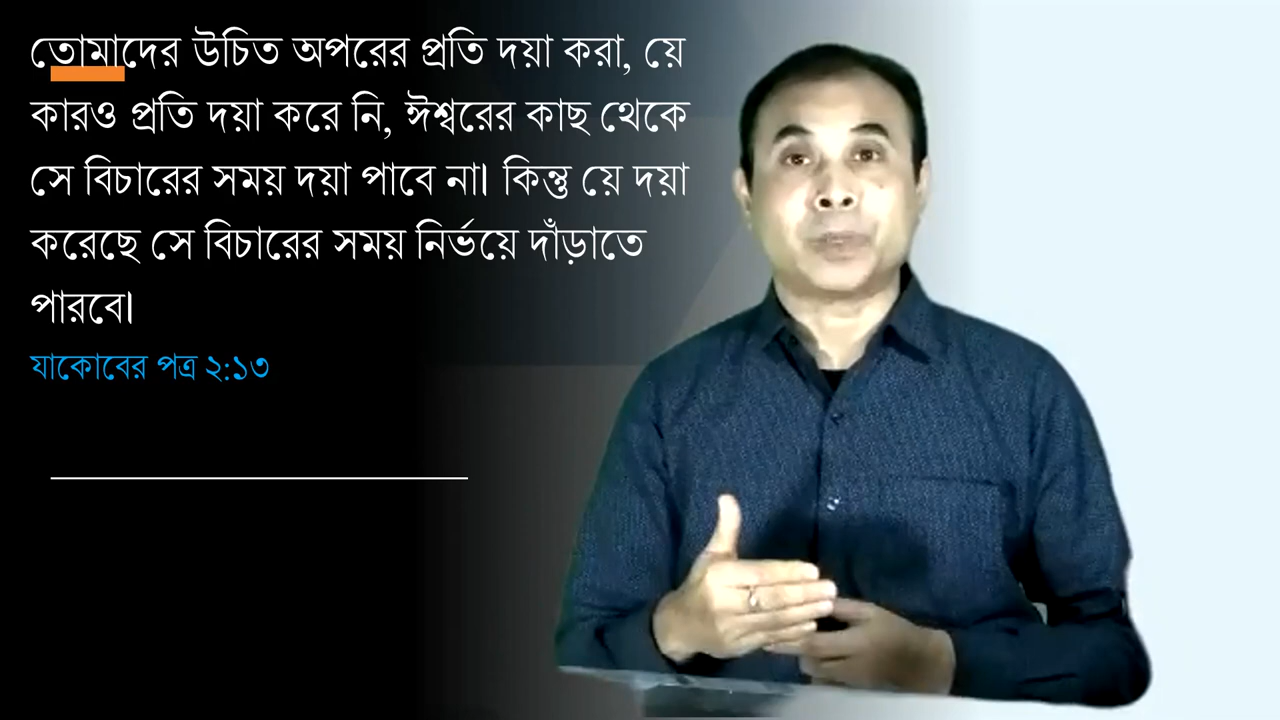 তোমাদের উচিত অপরের প্রতি দয়া করা, যে
কারও প্রতি দয়া করে নি, ঈশ্বরের কাছ থেকে
সে বিচারের সময় দয়া পাবে না৷ কিন্তু যে দয়া
করেছে সে বিচারের সময় নির্ভয়ে দাঁড়াতে
পারবে৷
যাকোবের পত্র ২:১৩